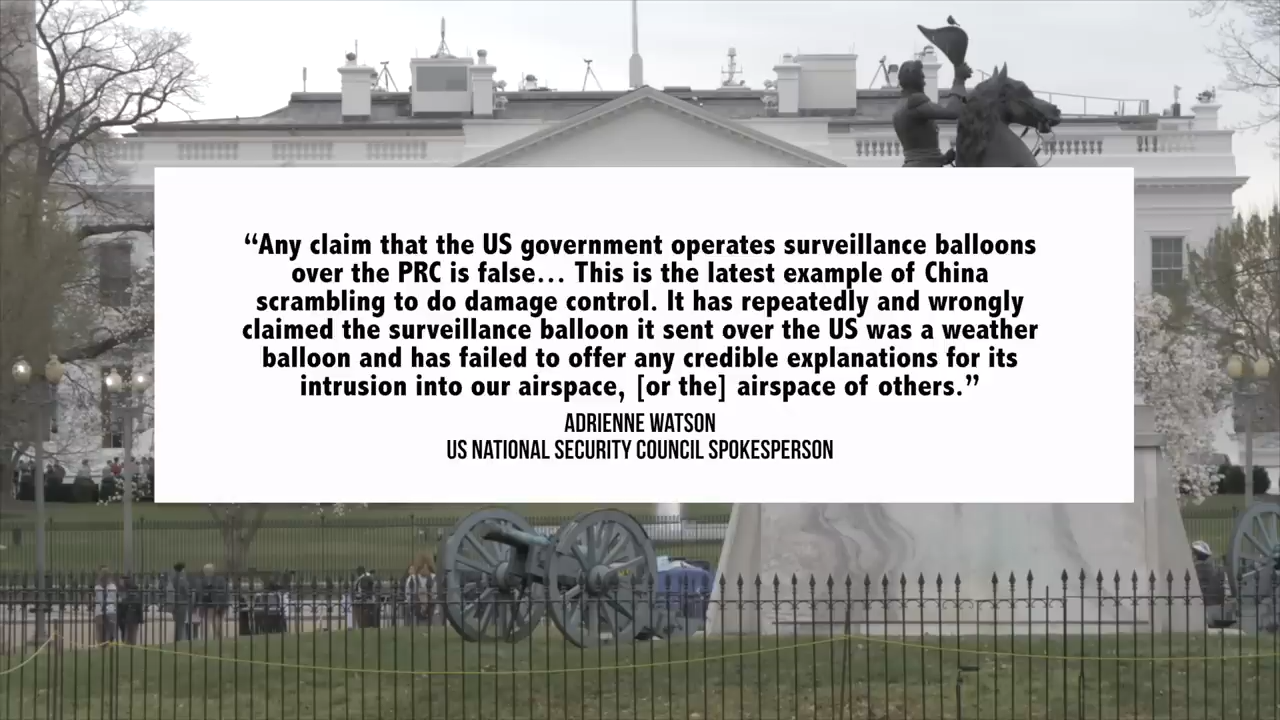 “Any claim that the US government operates surveillance balloons
over the PRC is false... This is the latest example of China
scrambling to do damage control. It has repeatedly and wrongly
claimed the surveillance balloon it sent over the US was a weather
balloon and has failed to offer any credible explanations for its
intrusion into our airspace, [or the] airspace of others.”
ADRIENNE WATSON
US NATIONAL SECURITY COUNCIL SPOKESPERSON